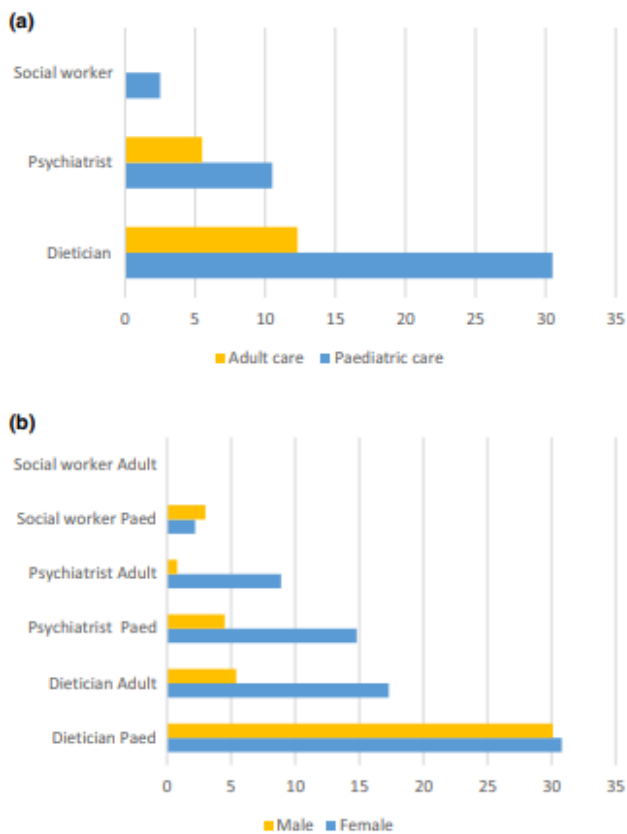 (a)
Social worker
Psychiatrist
Dietician
0 5 10 15 20 25 30 35
Adult care Paediatric care
(b)
Social worker Adult
Social worker Paed
Psychiatrist Adult
Psychiatrist Paed
Dietician Adult
Dietician Paed
0 5 10 15 20 25 30 35
Male Female